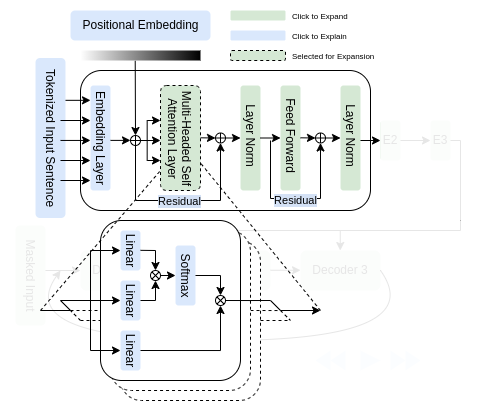 Positional Embedding
Click to Expand
Click to Explain
Selected for Expansion
Tokenized Input Sentence
Embedding Layer
Multi-Headed Self
Attention Layer
Layer Norm
Feed Forward
Layer Norm
E2
E3
Residual
Residual
Masked Input
Linear
Linear
Linear
Softmax
D
Decoder 3